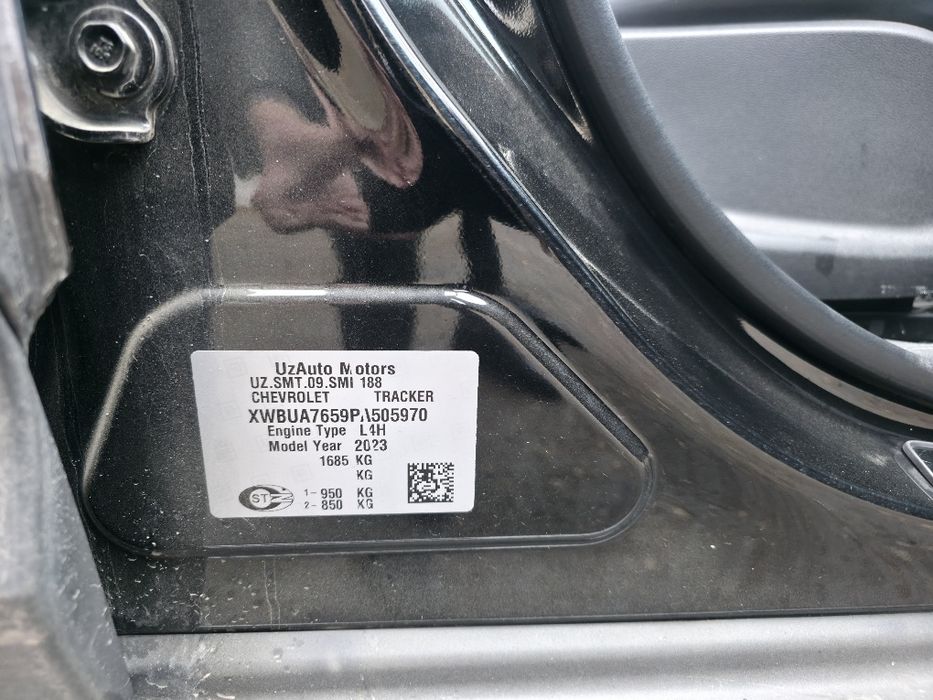 UzAuto Motors
UZ.SMT.09.SMI 188
CHEVROLET TRACKER
XWBUA7659PA505970
Engine Type L4H
Model Year 2023
1685 KG
KG
1- 950 KG
2- 850 KG